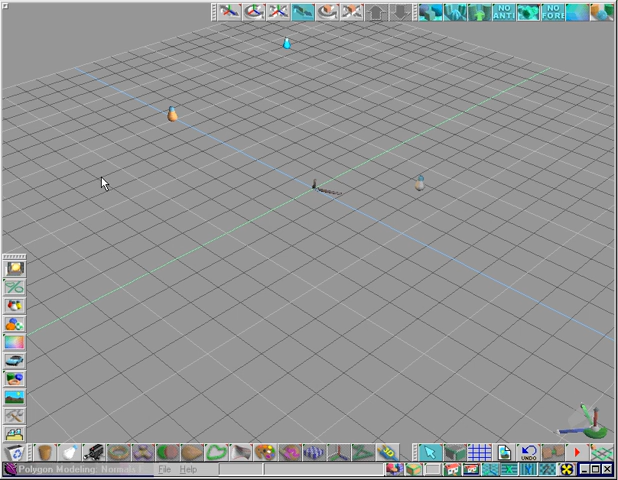 NO ANTI
NO FORE
UNDO
Polygon Modeling: Normals
File Help